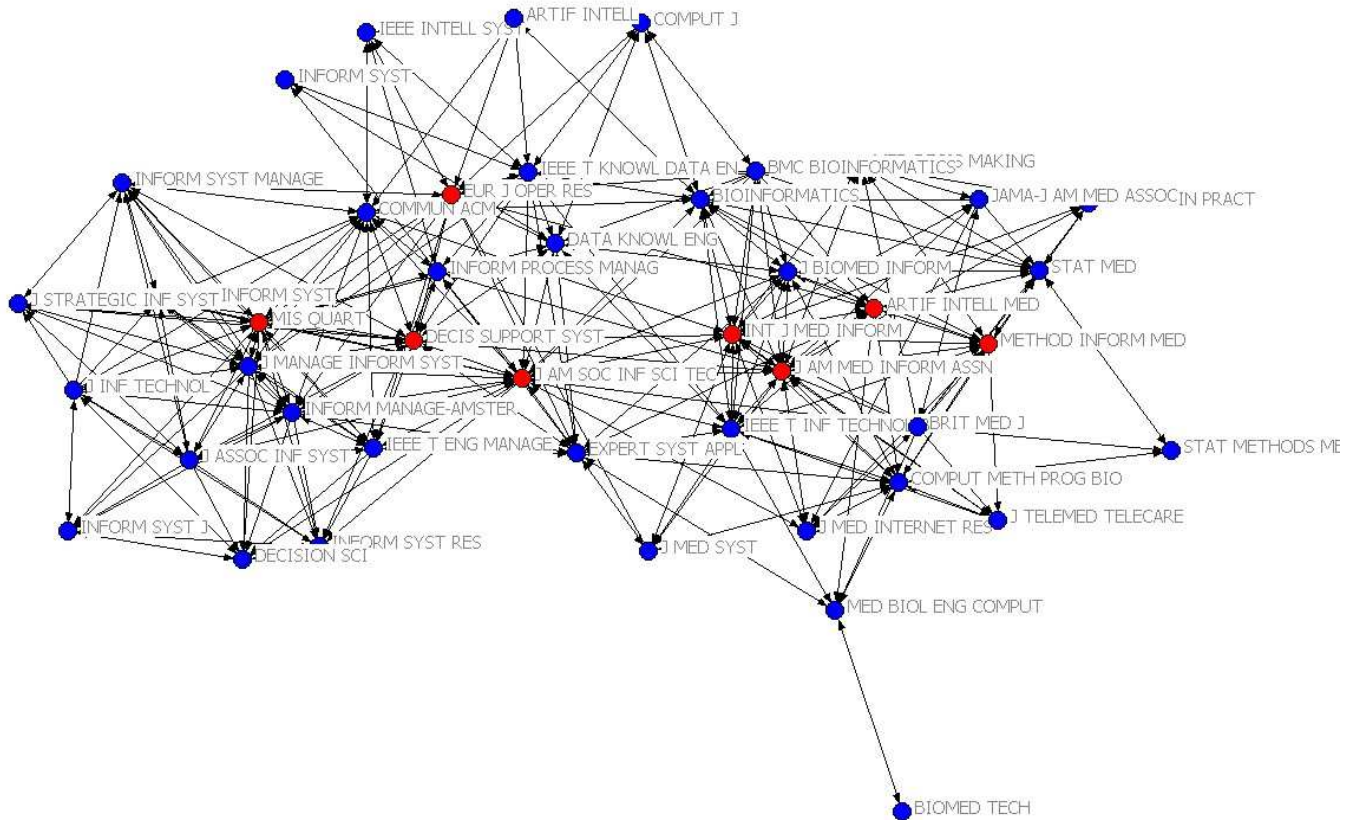 IEEE INTELL SYST
ARTIF INTELL
COMPUT J
INFORM SYST
IEEE T KNOWL DATA EN
BMC BIOINFORMATICS
MAKING
INFORM SYST MANAGE
EUR J OPER RES
BIOINFORMATICS
JAMA-J AM MED ASSOC
IN PRACT
COMMUN ACM
DATA KNOWL ENG
INFORM PROCESS MANAG
J BIOMED INFORM
STAT MED
J STRATEGIC INF SYST
INFORM SYST
ARTIF INTELL MED
MIS QUART
DECIS SUPPORT SYST
INT J MED INFORM
METHOD INFORM MED
J MANAGE INFORM SYST
J AM SOC INF SCI TEC
J AM MED INFORM ASSN
J INF TECHNOL
INFORM MANAGE-AMSTER
IEEE T INF TECHNOL
BRIT MED J
J ASSOC INF SYST
IEEE T ENG MANAGE
EXPERT SYST APPL
STAT METHODS ME
COMPUT METH PROG BIO
INFORM SYST J
INFORM SYST RES
J MED INTERNET RES
J TELEMED TELECARE
DECISION SCI
J MED SYST
MED BIOL ENG COMPUT
BIOMED TECH